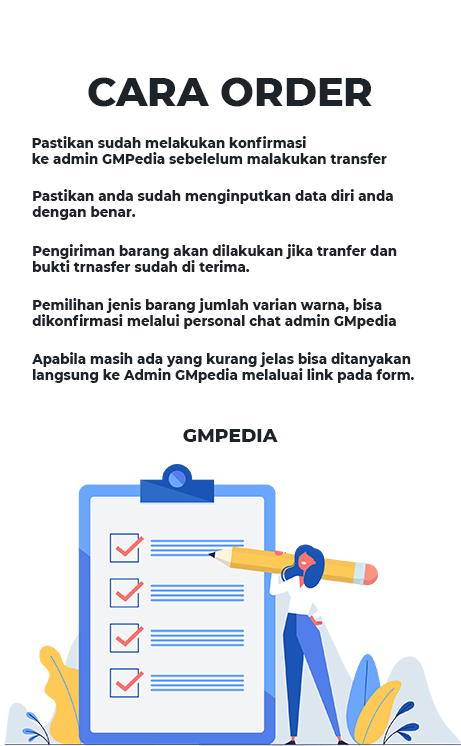 CARA ORDER
Pastikan sudah melakukan konfirmasi
ke admin GMPedia sebelelum malakukan transfer
Pastikan anda sudah menginputkan data diri anda
dengan benar.
Pengiriman barang akan dilakukan jika tranfer dan
bukti trnasfer sudah di terima.
Pemilihan jenis barang jumlah varian warna, bisa
dikonfirmasi melalui personal chat admin GMpedia
Apabila masih ada yang kurang jelas bisa ditanyakan
langsung ke Admin GMpedia melaluai link pada form.
GMPEDIA